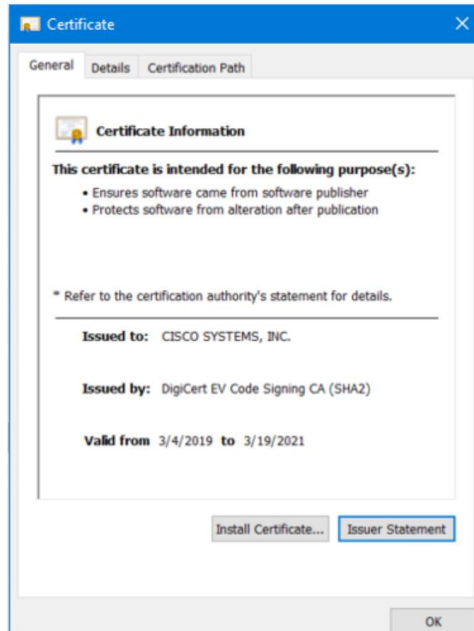 Certificate
General Details Certification Path
Certificate Information
This certificate is intended for the following purpose(s):
• Ensures software came from software publisher
• Protects software from alteration after publication
* Refer to the certification authority's statement for details.
Issued to: CISCO SYSTEMS, INC.
Issued by: DigiCert EV Code Signing CA (SHA2)
Valid from 3/4/2019 to 3/19/2021
Install Certificate... Issuer Statement
OK